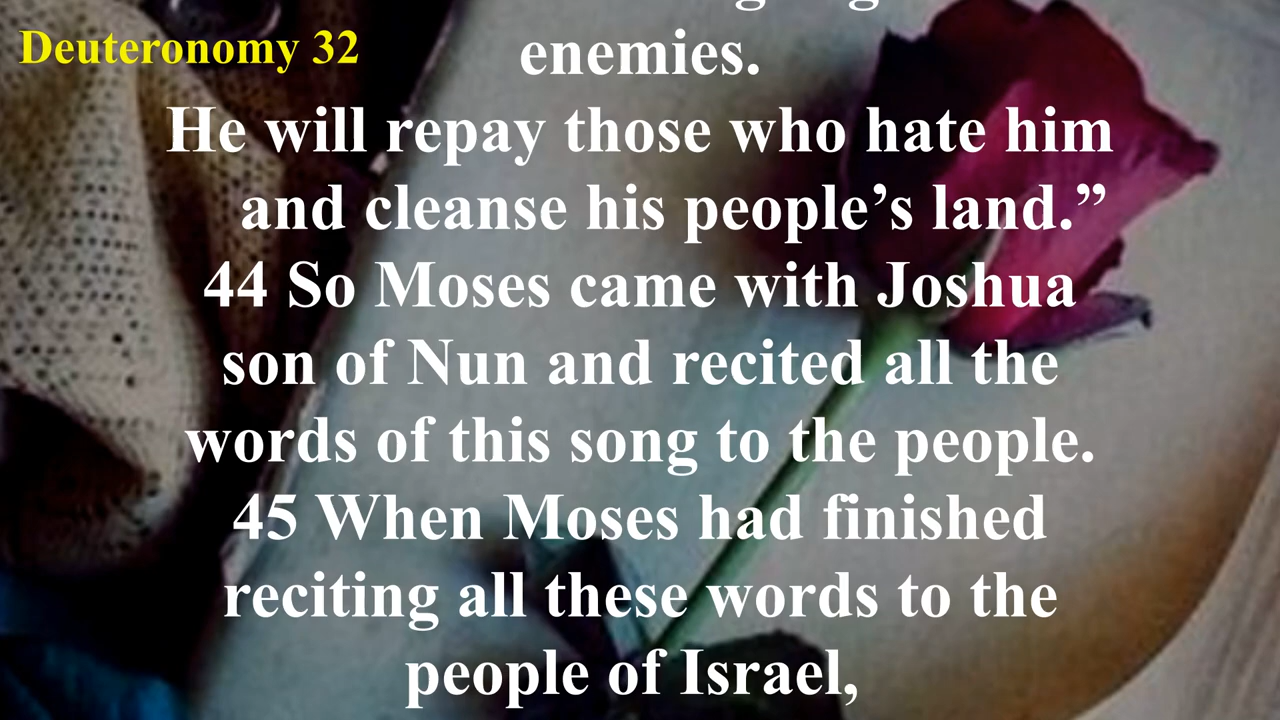 Deuteronomy 32
enemies.
He will repay those who hate him
and cleanse his people’s land.”
44 So Moses came with Joshua
son of Nun and recited all the
words of this song to the people.
45 When Moses had finished
reciting all these words to the
people of Israel,